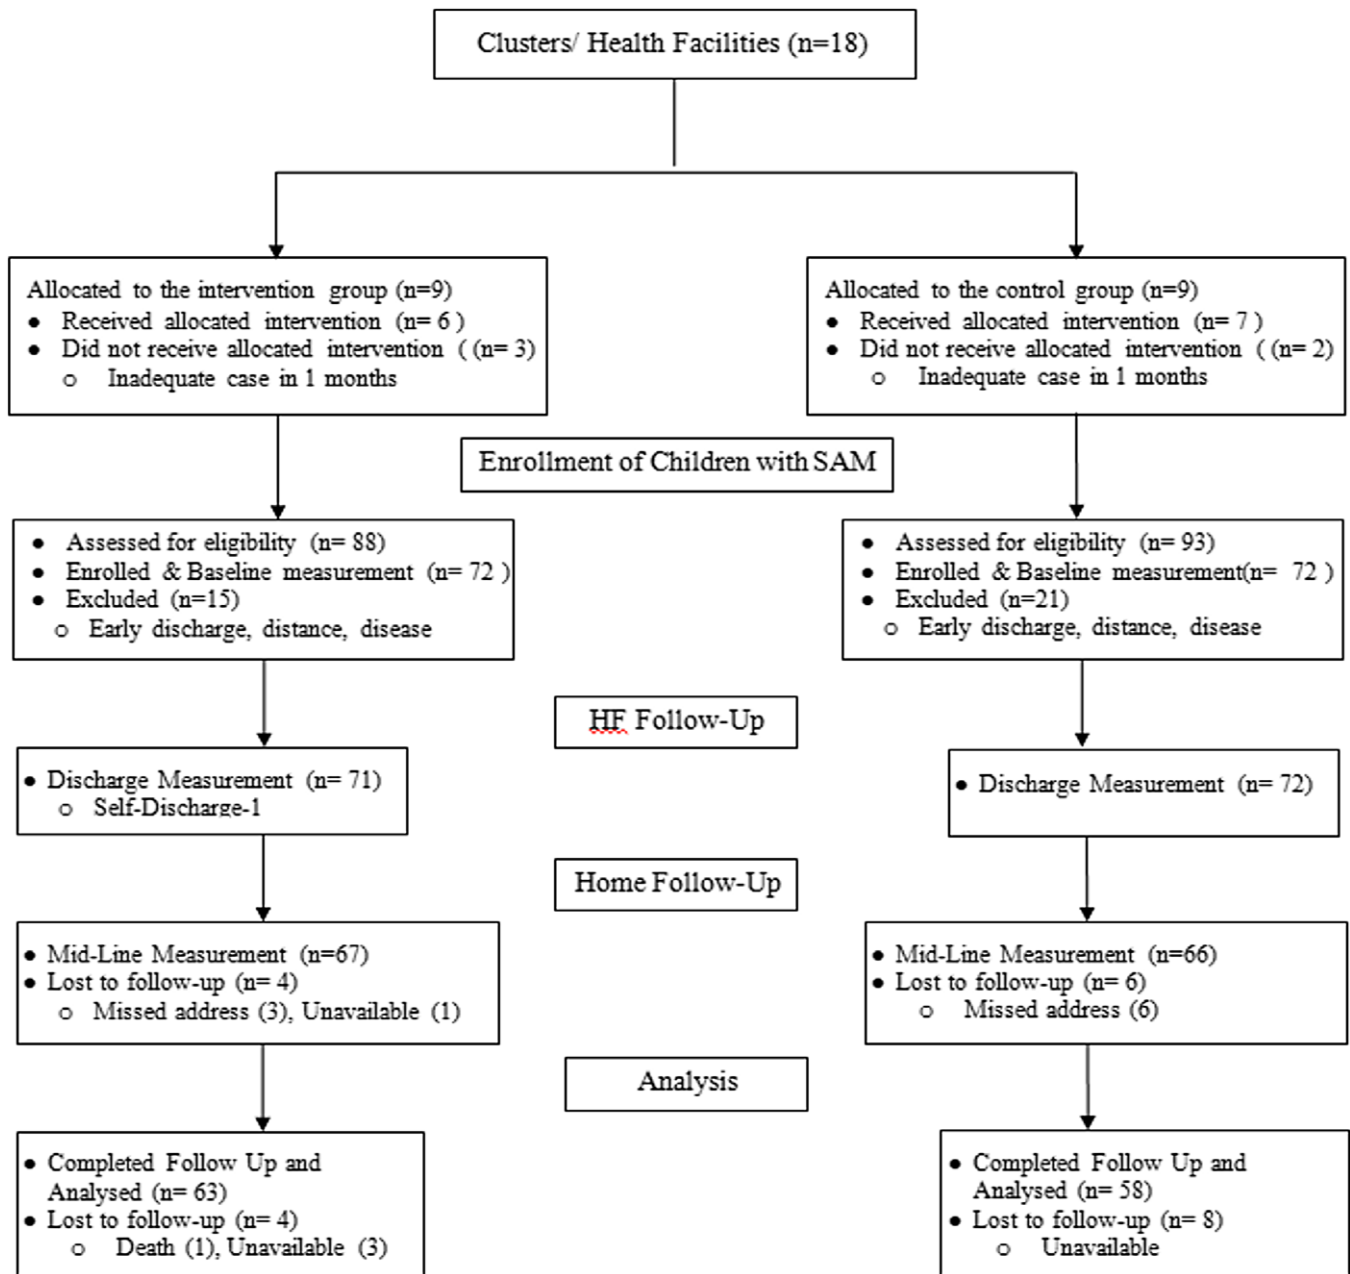 Clusters/ Health Facilities (n=18)
Allocated to the intervention group (n=9)
● Received allocated intervention (n= 6 )
● Did not receive allocated intervention ( (n= 3)
o Inadequate case in 1 months
Allocated to the control group (n=9)
● Received allocated intervention (n= 7 )
● Did not receive allocated intervention ( (n= 2)
o Inadequate case in 1 months
Enrollment of Children with SAM
● Assessed for eligibility (n= 88)
● Enrolled & Baseline measurement (n= 72 )
● Excluded (n=15)
o Early discharge, distance, disease
● Assessed for eligibility (n= 93)
● Enrolled & Baseline measurement(n= 72 )
● Excluded (n=21)
o Early discharge, distance, disease
HF Follow-Up
● Discharge Measurement (n= 71)
o Self-Discharge-1
● Discharge Measurement (n= 72)
Home Follow-Up
● Mid-Line Measurement (n=67)
● Lost to follow-up (n= 4)
o Missed address (3), Unavailable (1)
● Mid-Line Measurement (n=66)
● Lost to follow-up (n= 6)
o Missed address (6)
Analysis
● Completed Follow Up and
Analysed (n= 63)
● Lost to follow-up (n= 4)
o Death (1), Unavailable (3)
● Completed Follow Up and
Analysed (n= 58)
● Lost to follow-up (n= 8)
o Unavailable